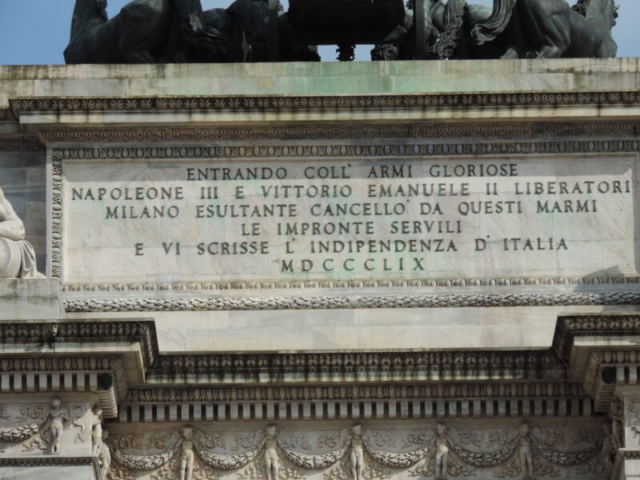 ENTRANDO COLL' ARMI GLORIOSE
NAPOLEONE III E VITTORIO EMANUELE II LIBERATORI
MILANO ESULTANTE CANCELLO' DA QUESTI MARMI
LE IMPRONTE SERVILI
E VI SCRISSE L' INDIPENDENZA D' ITALIA
MDCCCLIX